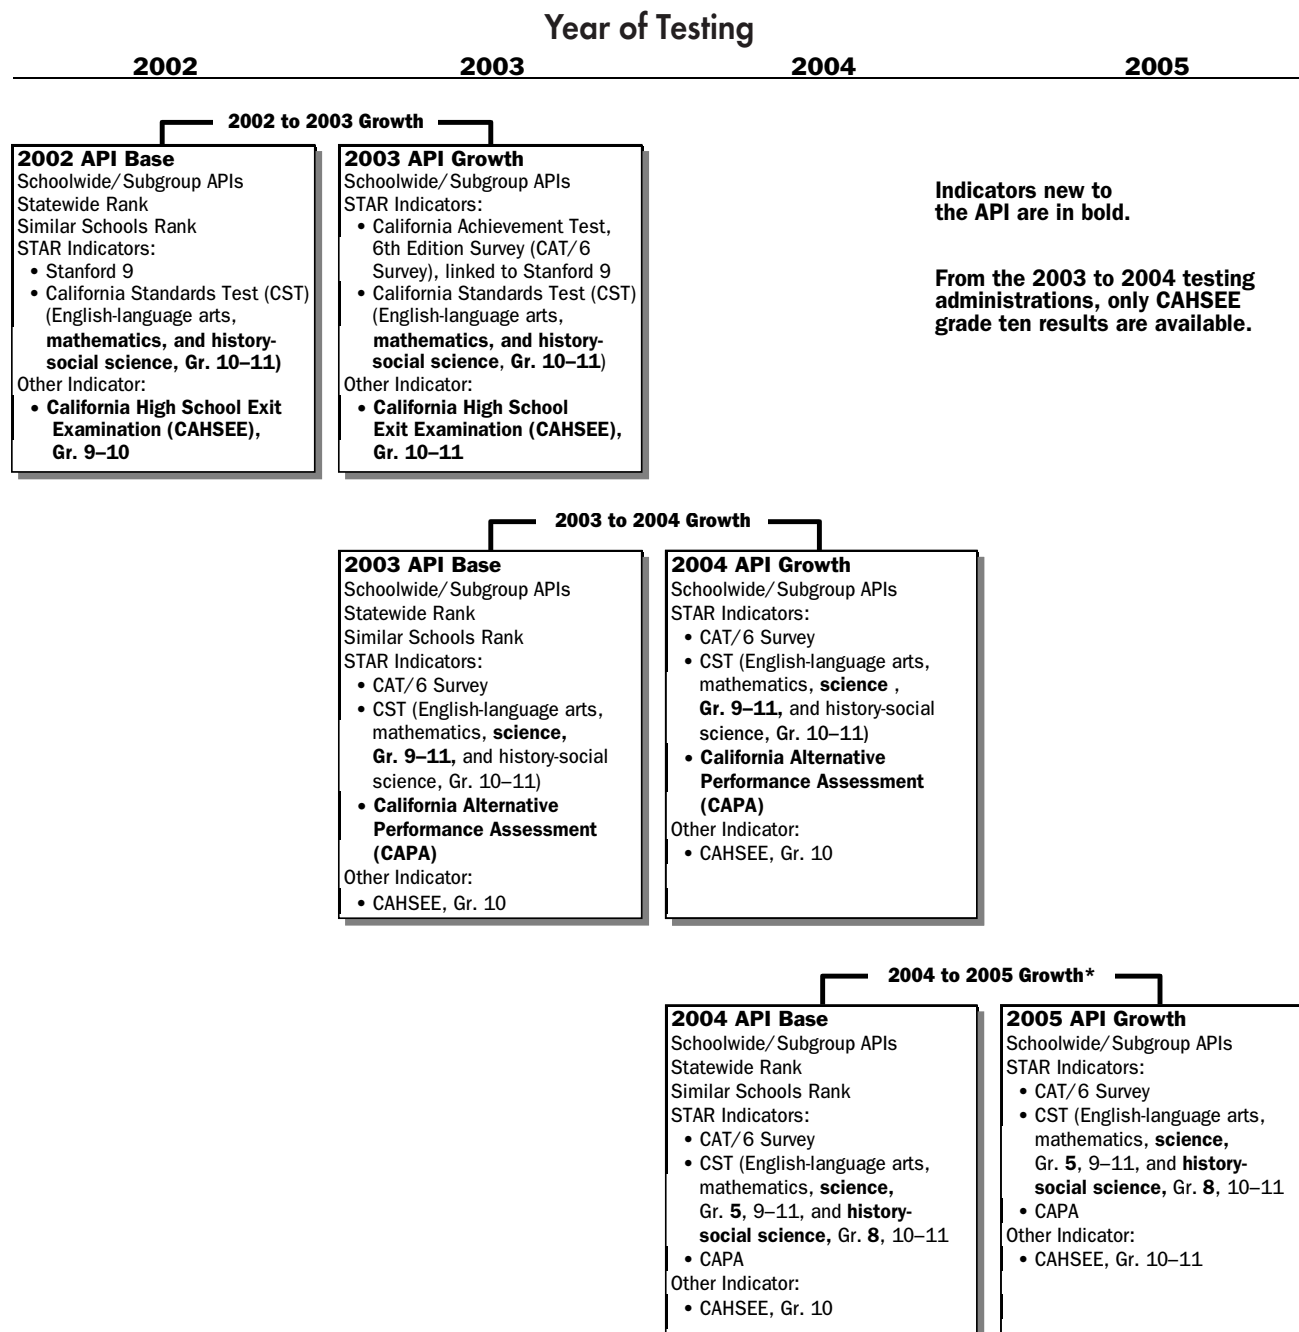 Year of Testing
2002 2003 2004 2005
2002 to 2003 Growth
2002 API Base
Schoolwide/Subgroup APIs
Statewide Rank
Similar Schools Rank
STAR Indicators:
• Stanford 9
• California Standards Test (CST)
(English-language arts,
mathematics, and history-
social science, Gr. 10–11)
Other Indicator:
• California High School Exit
Examination (CAHSEE),
Gr. 9–10
2003 API Growth
Schoolwide/Subgroup APIs
STAR Indicators:
• California Achievement Test,
6th Edition Survey (CAT/6
Survey), linked to Stanford 9
• California Standards Test (CST)
(English-language arts,
mathematics, and history-
social science, Gr. 10–11)
Other Indicator:
• California High School
Exit Examination (CAHSEE),
Gr. 10–11
Indicators new to
the API are in bold.
From the 2003 to 2004 testing
administrations, only CAHSEE
grade ten results are available.
2003 to 2004 Growth
2003 API Base
Schoolwide/Subgroup APIs
Statewide Rank
Similar Schools Rank
STAR Indicators:
• CAT/6 Survey
• CST (English-language arts,
mathematics, science,
Gr. 9–11, and history-social
science, Gr. 10–11)
• California Alternative
Performance Assessment
(CAPA)
Other Indicator:
• CAHSEE, Gr. 10
2004 API Growth
Schoolwide/Subgroup APIs
STAR Indicators:
• CAT/6 Survey
• CST (English-language arts,
mathematics, science ,
Gr. 9–11, and history-social
science, Gr. 10–11)
• California Alternative
Performance Assessment
(CAPA)
Other Indicator:
• CAHSEE, Gr. 10
2004 to 2005 Growth*
2004 API Base
Schoolwide/Subgroup APIs
Statewide Rank
Similar Schools Rank
STAR Indicators:
• CAT/6 Survey
• CST (English-language arts,
mathematics, science,
Gr. 5, 9–11, and history-
social science, Gr. 8, 10–11
• CAPA
Other Indicator:
• CAHSEE, Gr. 10
2005 API Growth
Schoolwide/Subgroup APIs
STAR Indicators:
• CAT/6 Survey
• CST (English-language arts,
mathematics, science,
Gr. 5, 9–11, and history-
social science, Gr. 8, 10–11
• CAPA
Other Indicator:
• CAHSEE, Gr. 10–11